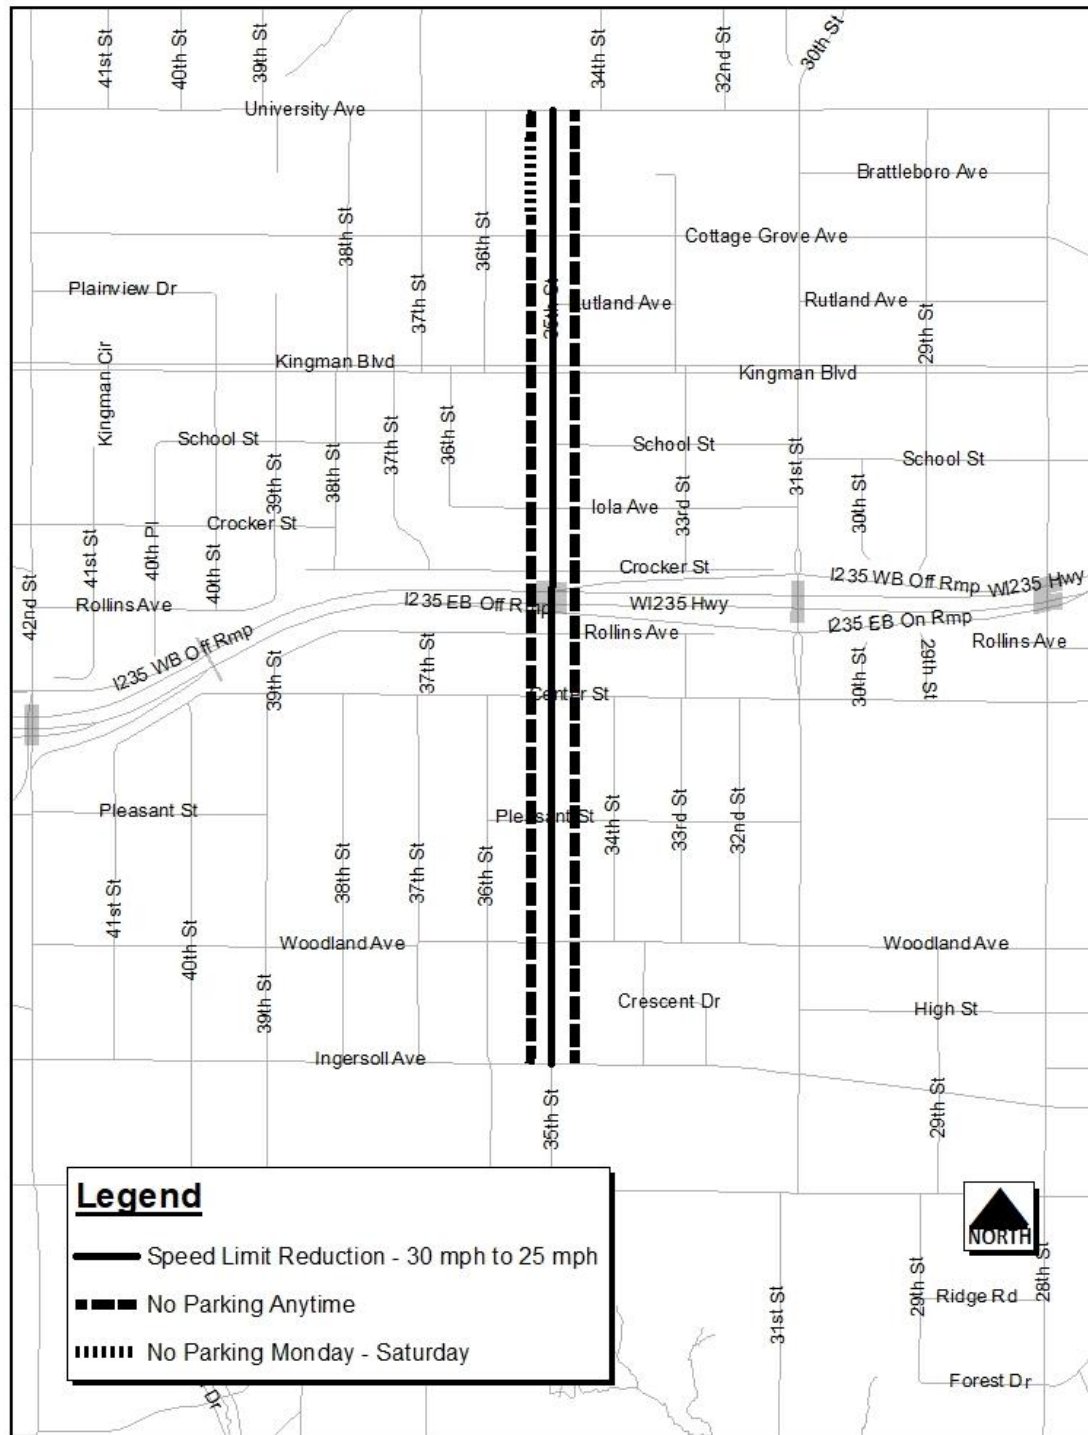 41st St
40th St
39th St
34th St
32nd St
30th St
University Ave
Brattleboro Ave
38th St
36th St
Cottage Grove Ave
Plainview Dr
37th St
35th St
utland Ave
Rutland Ave
29th St
Kingman Cir
Kingman Blvd
Kingman Blvd
School St
37th St
36th St
School St
31st St
School St
39th St
38th St
33rd St
30th St
Iola Ave
Crocker St
41st St
40th Pl
40th St
Crocker St
42nd St
Rollins Ave
I235 EB Off Rmp
WI235 Hwy
I235 WB Off Rmp
WI235 Hwy
I235 EB On Rmp
Rollins Ave
Rollins Ave
I235 WB Off Rmp
39th St
37th St
30th St
29th St
Center St
Pleasant St
Pleasant St
34th St
33rd St
32nd St
41st St
38th St
37th St
36th St
40th St
Woodland Ave
Woodland Ave
39th St
Crescent Dr
High St
Ingersoll Ave
35th St
29th St
Legend
Speed Limit Reduction - 30 mph to 25 mph
No Parking Anytime
No Parking Monday - Saturday
NORTH
31st St
29th St
28th St
Ridge Rd
Forest Dr
Dr